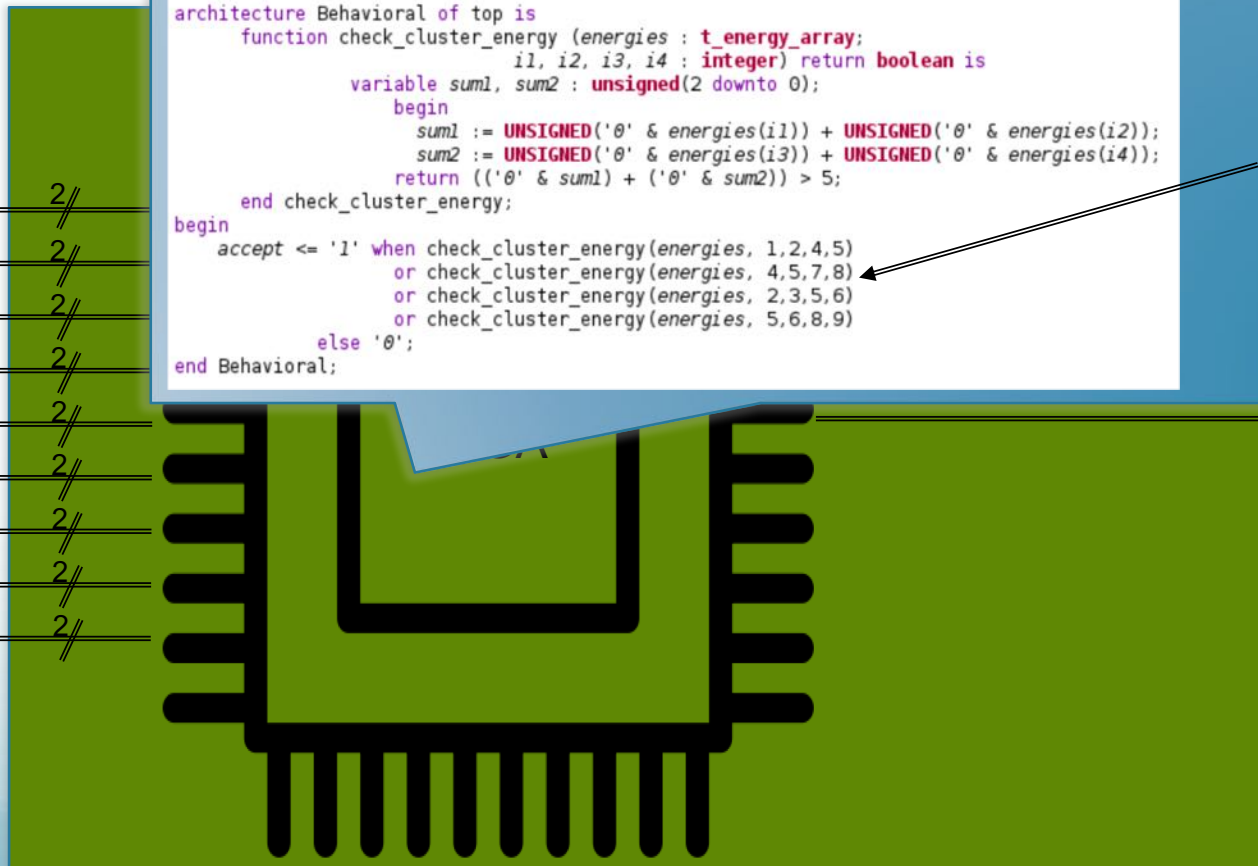 architecture Behavioral of top is
function check_cluster_energy (energies : t_energy_array;
i1, i2, i3, i4 : integer) return boolean is
variable sum1, sum2 : unsigned(2 downto 0);
begin
sum1 := UNSIGNED('0' & energies(i1)) + UNSIGNED('0' & energies(i2));
sum2 := UNSIGNED('0' & energies(i3)) + UNSIGNED('0' & energies(i4));
return (('0' & sum1) + ('0' & sum2)) > 5;
end check_cluster_energy;
begin
accept <= '1' when check_cluster_energy(energies, 1,2,4,5)
or check_cluster_energy(energies, 4,5,7,8)
or check_cluster_energy(energies, 2,3,5,6)
or check_cluster_energy(energies, 5,6,8,9)
else '0';
end Behavioral;
2
2
2
2
2
2
2
2
2